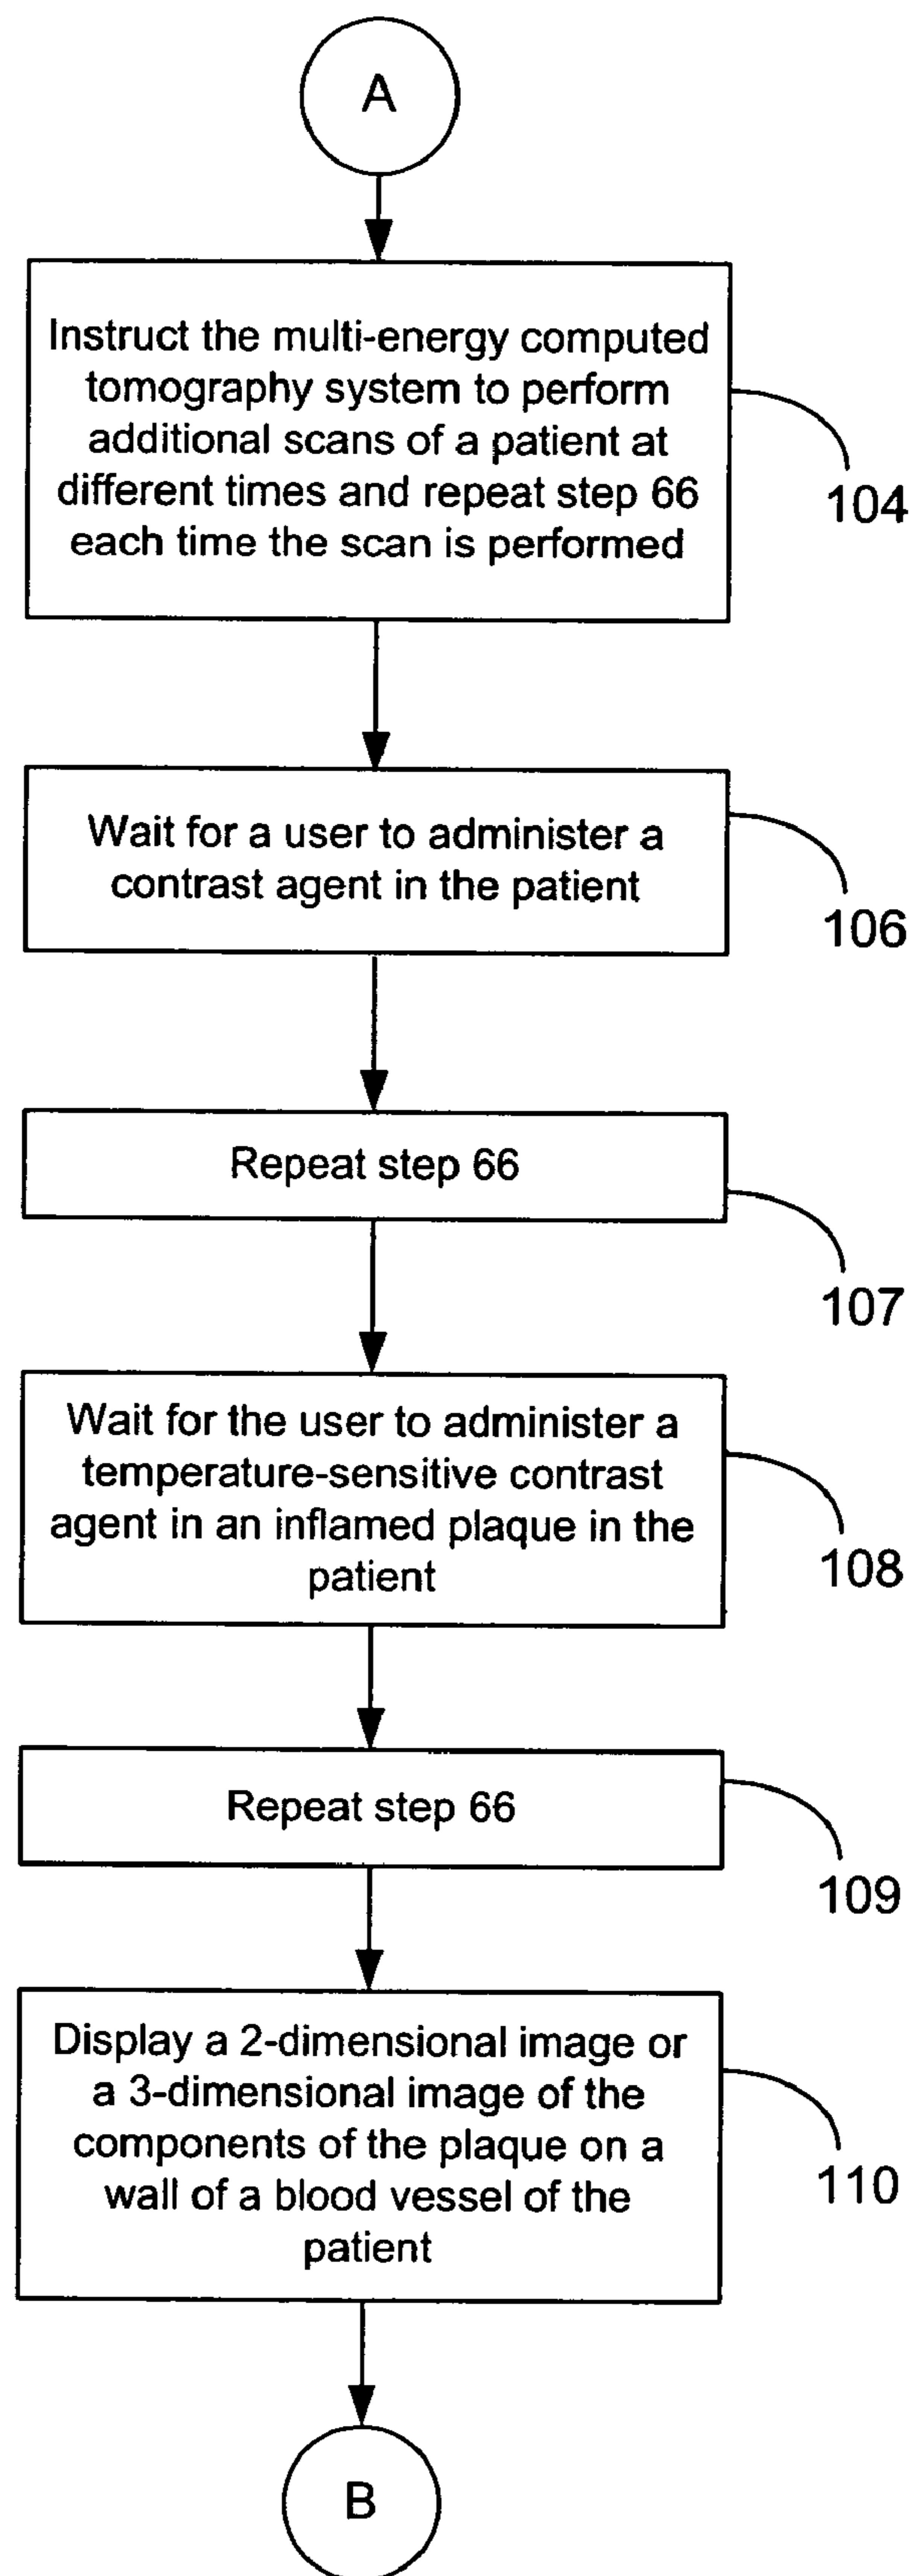 A
Instruct the multi-energy computed
tomography system to perform
additional scans of a patient at
different times and repeat step 66
each time the scan is performed
104
Wait for a user to administer a
contrast agent in the patient
106
Repeat step 66
107
Wait for the user to administer a
temperature-sensitive contrast
agent in an inflamed plaque in the
patient
108
Repeat step 66
109
Display a 2-dimensional image or
a 3-dimensional image of the
components of the plaque on a
wall of a blood vessel of the
patient
110
B